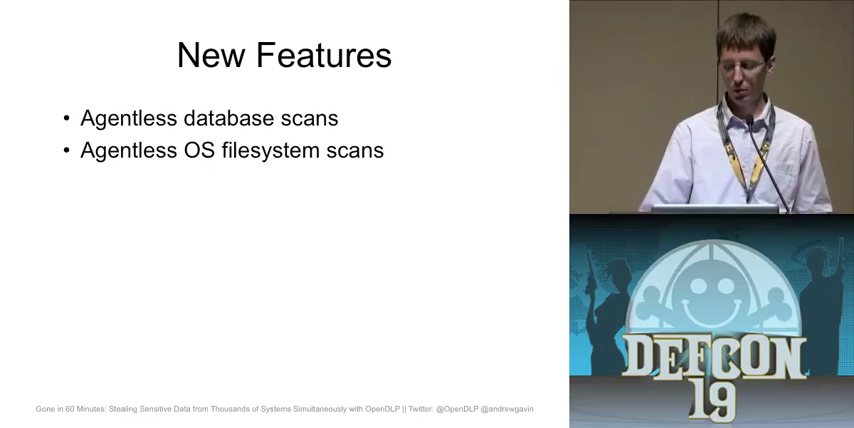 New Features
• Agentless database scans
• Agentless OS filesystem scans
Gone in 60 Minutes: Stealing Sensitive Data from Thousands of Systems Simultaneously with OpenDLP || Twitter: @OpenDLP @andrewgavin
DEFCON
19